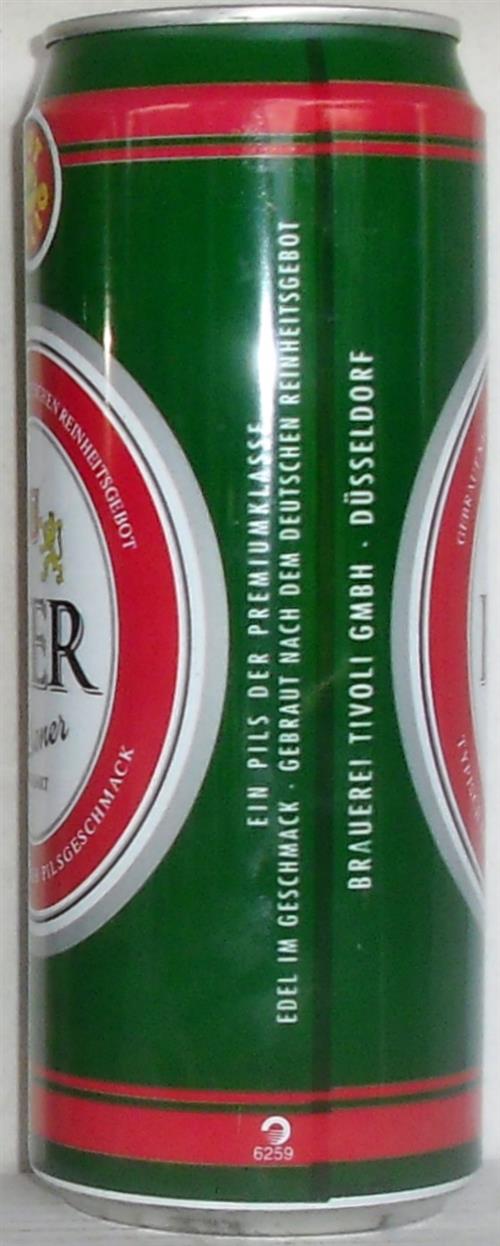 EIN PILS DER PREMIUMKLASSE
EDEL IM GESCHMACK · GEBRAUT NACH DEM DEUTSCHEN REINHEITSGEBOT
BRAUEREI TIVOLI GMBH · DÜSSELDORF
REINHEITSGEBOT
ER
PILSGESCHMACK
GEBRAUT
6259